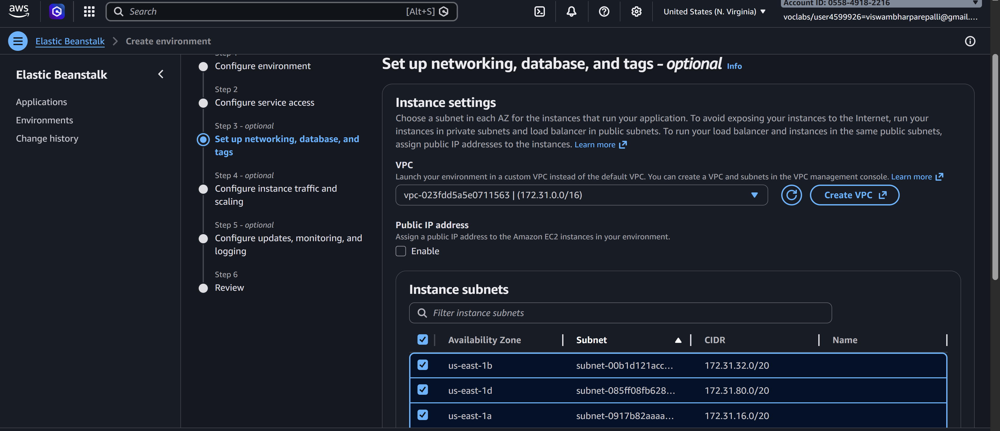 aws
Search
[Alt+S]
United States (N. Virginia)
Account ID: 0558-4918-2216
voclabs/user4599926=viswambharparepalli@gmail....
Elastic Beanstalk
Create environment
Elastic Beanstalk
Applications
Environments
Change history
Step 1
Configure environment
Step 2
Configure service access
Step 3 - optional
Set up networking, database, and
tags
Step 4 - optional
Configure instance traffic and
scaling
Step 5 - optional
Configure updates, monitoring, and
logging
Step 6
Review
Set up networking, database, and tags - optional Info
Instance settings
Choose a subnet in each AZ for the instances that run your application. To avoid exposing your instances to the Internet, run your
instances in private subnets and load balancer in public subnets. To run your load balancer and instances in the same public subnets,
assign public IP addresses to the instances. Learn more
VPC
Launch your environment in a custom VPC instead of the default VPC. You can create a VPC and subnets in the VPC management console. Learn more
vpc-023fdd5a5e0711563 | (172.31.0.0/16)
Create VPC
Public IP address
Assign a public IP address to the Amazon EC2 instances in your environment.
Enable
Instance subnets
Filter instance subnets
Availability Zone Subnet CIDR Name
us-east-1b subnet-00b1d121acc... 172.31.32.0/20
us-east-1d subnet-085ff08fb628... 172.31.80.0/20
us-east-1a subnet-0917b82aaaa... 172.31.16.0/20